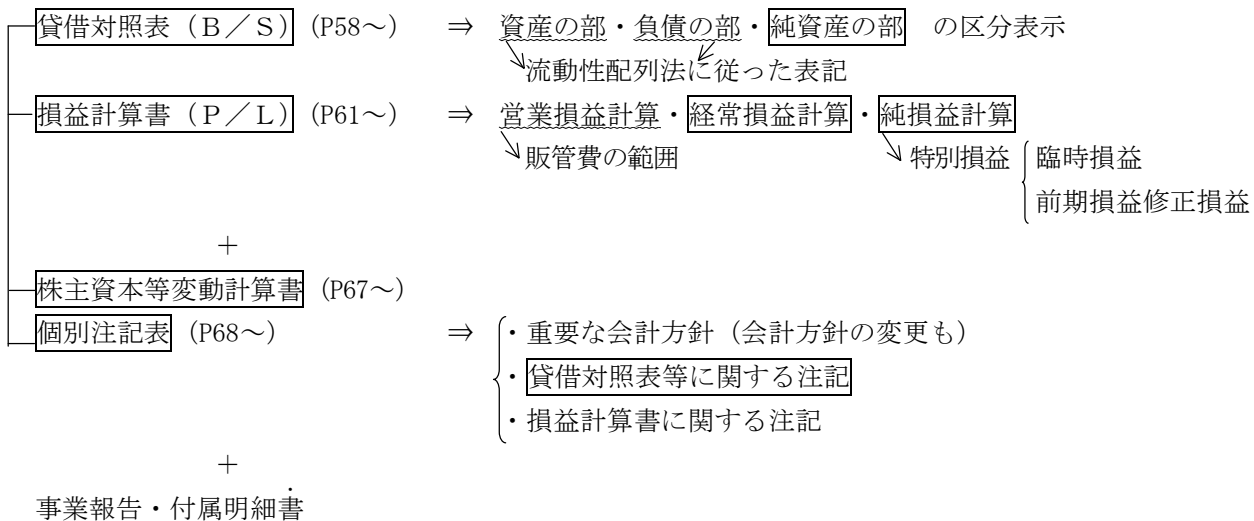 貸借対照表（Ｂ／Ｓ）(P58～) ⇒ 資産の部・負債の部・純資産の部 の区分表示
流動性配列法に従った表記
損益計算書（Ｐ／Ｌ）(P61～) ⇒ 営業損益計算・経常損益計算・純損益計算
販管費の範囲 特別損益 臨時損益
前期損益修正損益
＋
株主資本等変動計算書 (P67～)
個別注記表 (P68～) ⇒ ・重要な会計方針（会計方針の変更も）
・貸借対照表等に関する注記
・損益計算書に関する注記
＋
事業報告・付属明細書